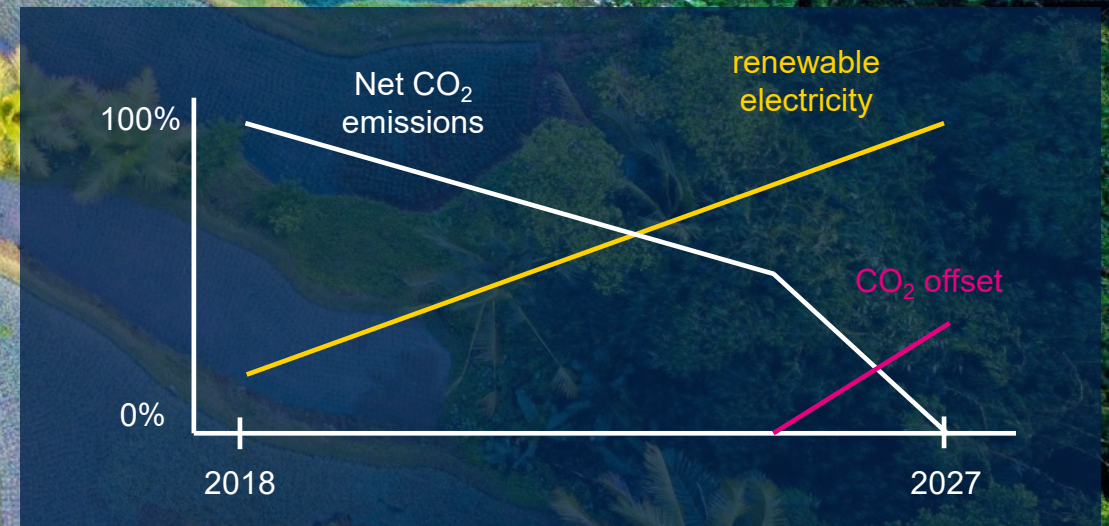 renewable
electricity
Net CO₂
emissions
100%
CO₂ offset
0%
2018
2027